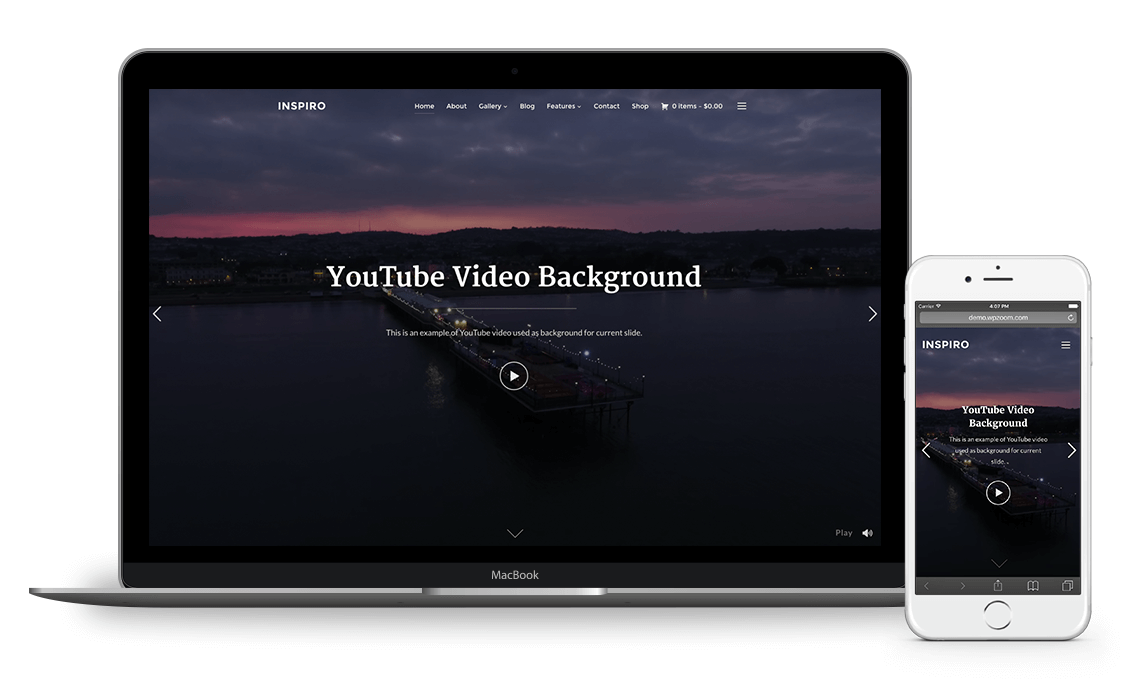 INSPIRO
Home About Gallery Blog Features Contact Shop 0 items – $0.00
YouTube Video Background
This is an example of YouTube video used as background for current slide.
Play
MacBook
Carrier 4:07 PM
demo.wpzoom.com
INSPIRO
YouTube Video
Background
This is an example of YouTube video
used as background for current
slide.